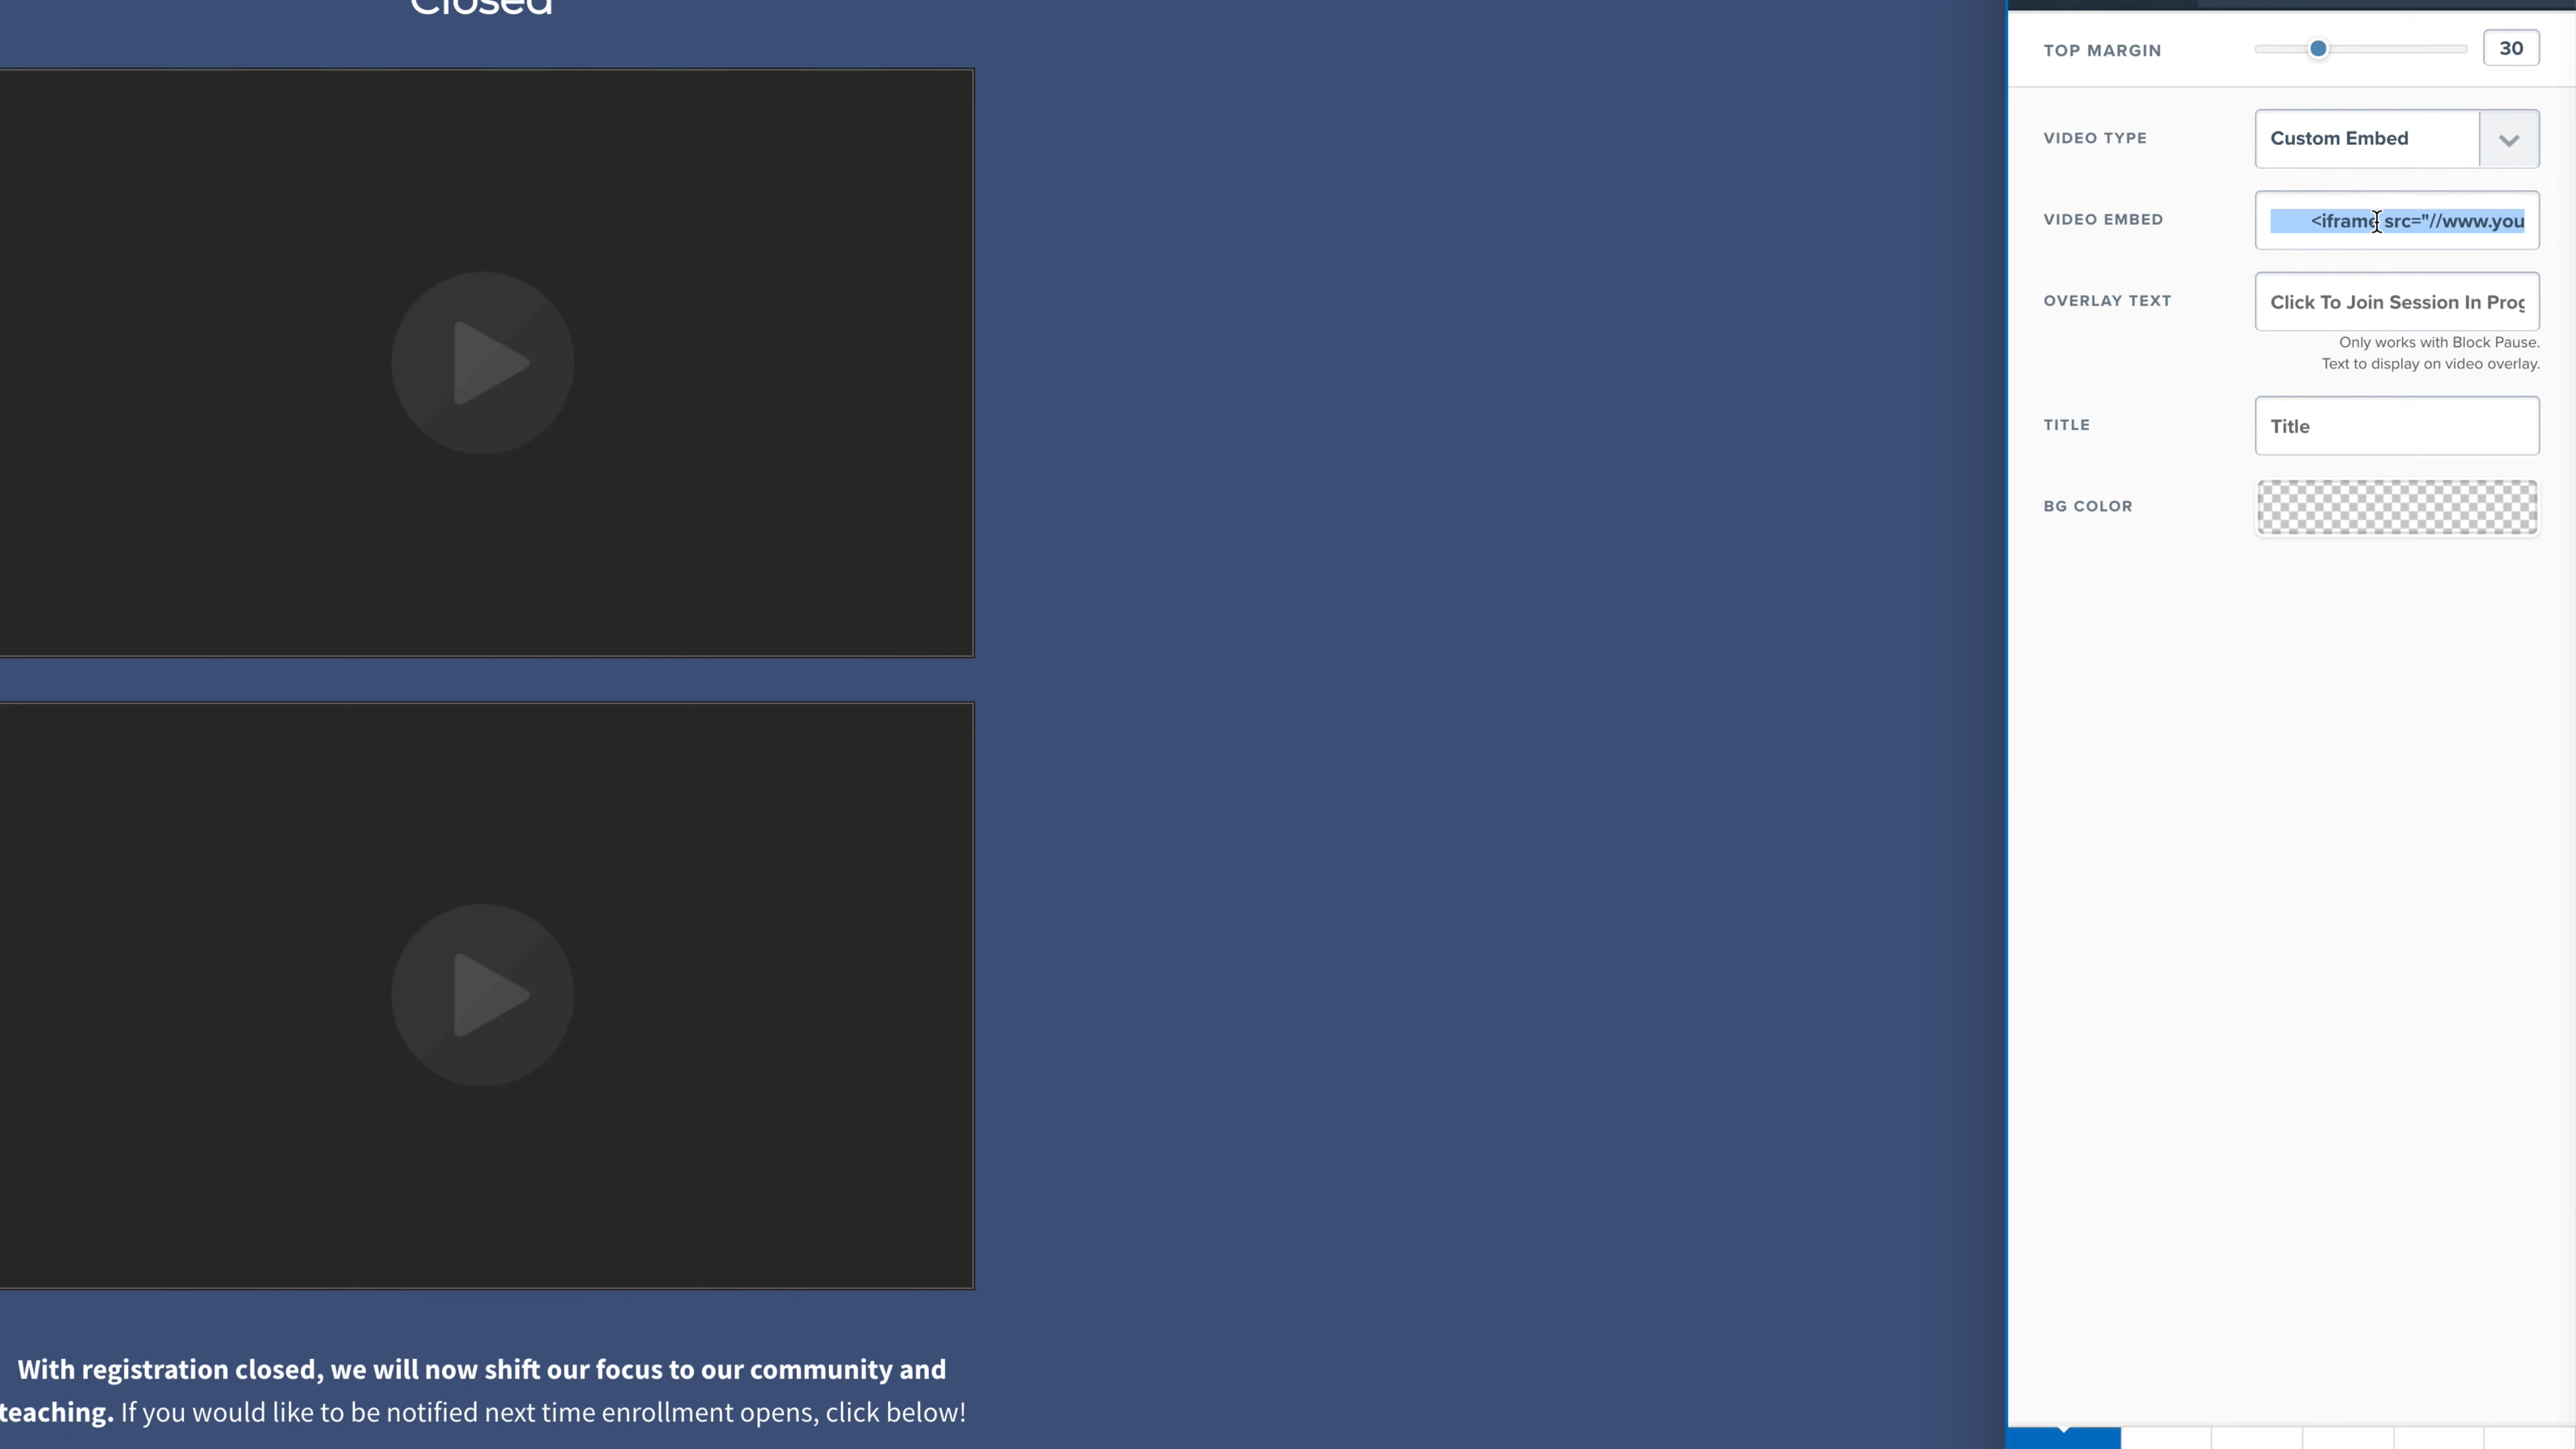 Closed
TOP MARGIN
30
VIDEO TYPE
Custom Embed
VIDEO EMBED
<iframe src="//www.you
OVERLAY TEXT
Click To Join Session In Prog
Only works with Block Pause.
Text to display on video overlay.
TITLE
Title
BG COLOR
With registration closed, we will now shift our focus to our community and
teaching. If you would like to be notified next time enrollment opens, click below!